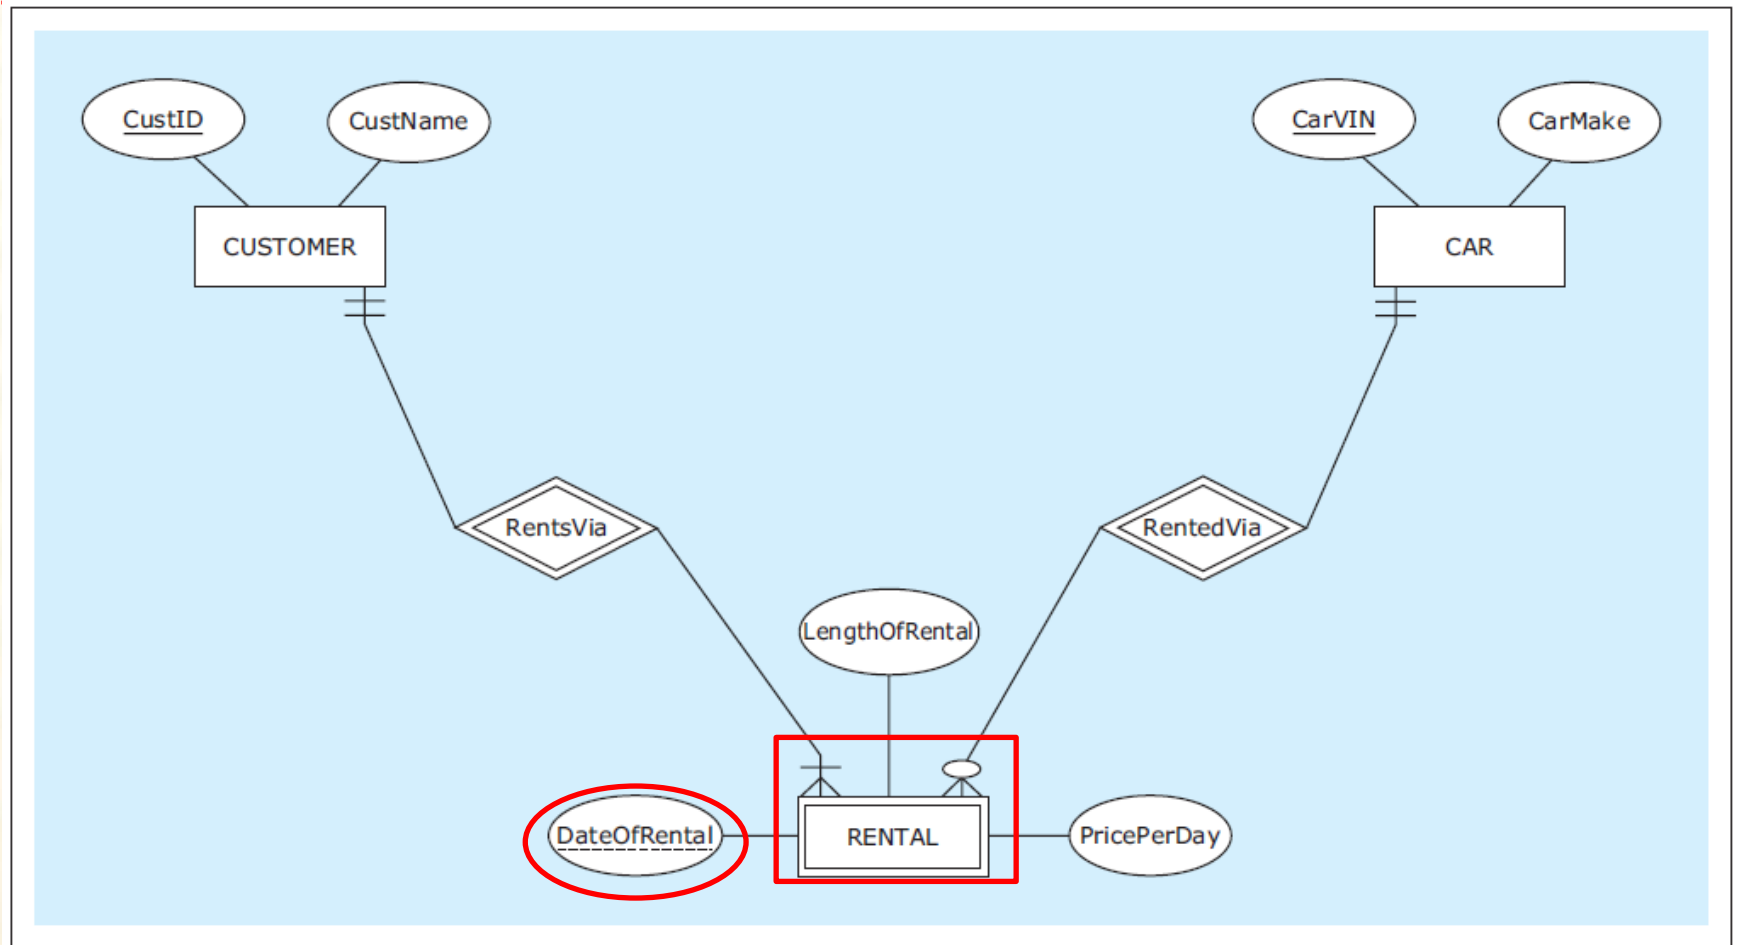 CustID
CustName
CarVIN
CarMake
CUSTOMER
CAR
RentsVia
RentedVia
LengthOfRental
DateOfRental
RENTAL
PricePerDay